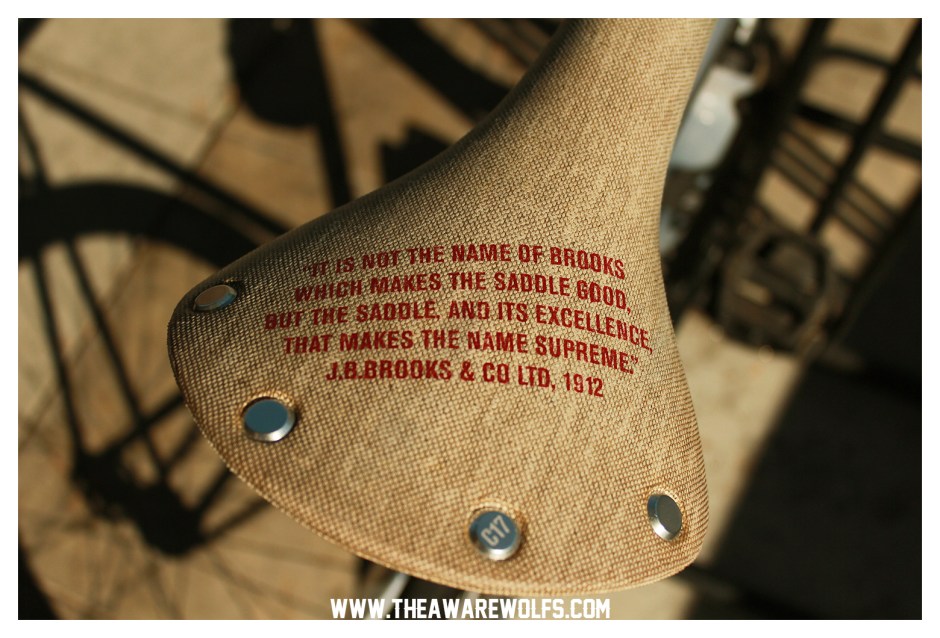 "IT IS NOT THE NAME OF BROOKS
WHICH MAKES THE SADDLE GOOD,
BUT THE SADDLE, AND ITS EXCELLENCE,
THAT MAKES THE NAME SUPREME."
J.B.BROOKS & CO LTD, 1912
C17
WWW.THEAWAREWOLFS.COM